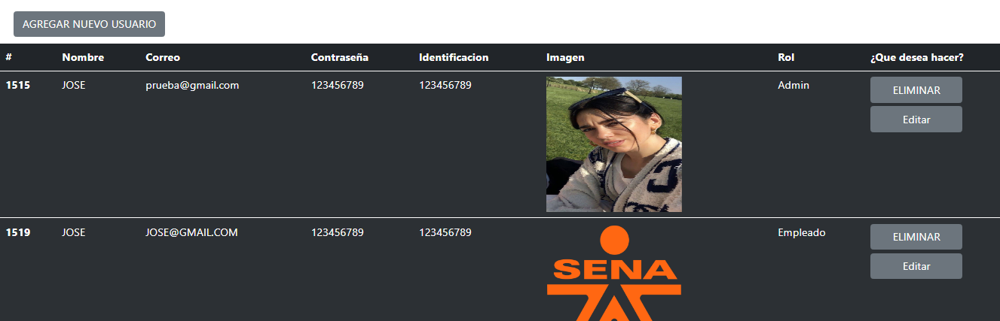 AGREGAR NUEVO USUARIO
# Nombre Correo Contraseña Identificacion Imagen Rol ¿Que desea hacer?
1515 JOSE prueba@gmail.com 123456789 123456789 Admin ELIMINAR
Editar
1519 JOSE JOSE@GMAIL.COM 123456789 123456789 Empleado ELIMINAR
Editar
SENA